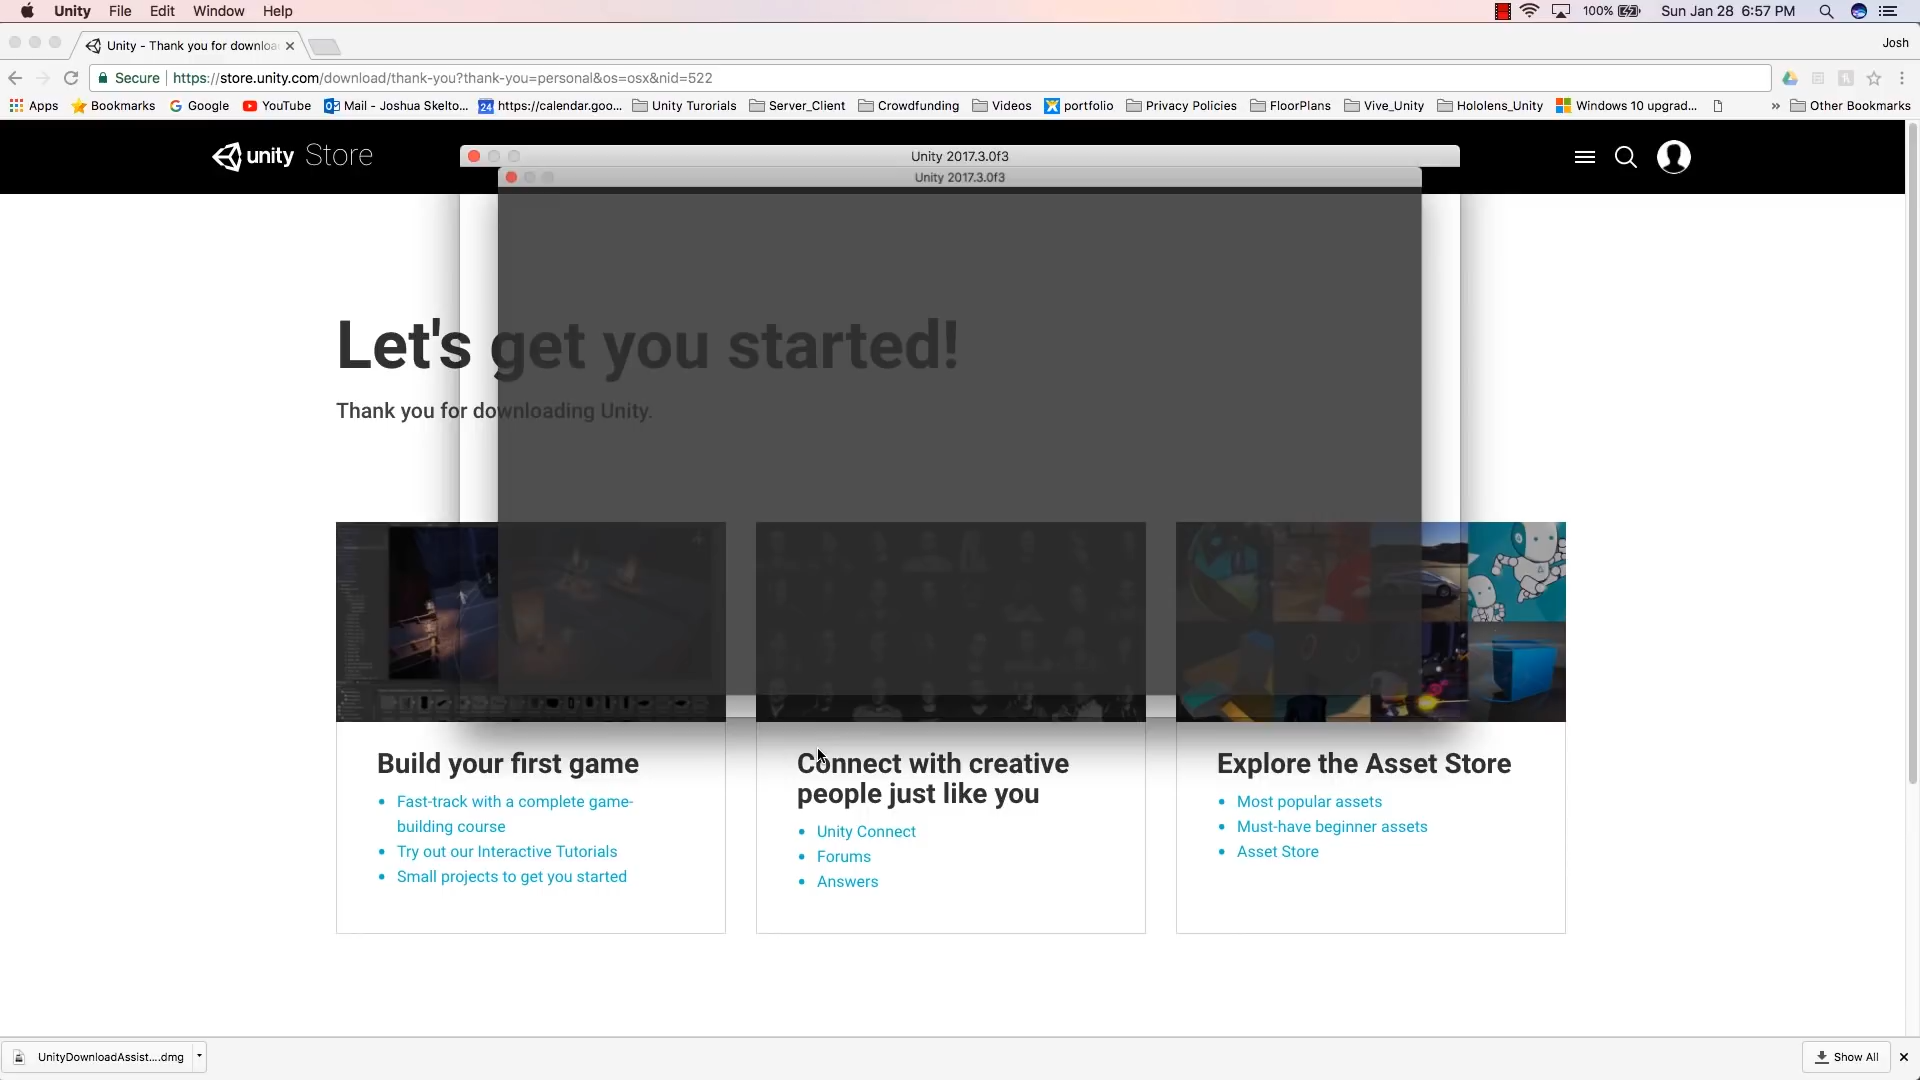 Unity File Edit Window Help 100% Sun Jan 28 6:57 PM
Unity - Thank you for downloa Josh
Secure https://store.unity.com/download/thank-you?thank-you=personal&os=osx&nid=522
Apps Bookmarks Google YouTube Mail - Joshua Skelto... 24 https://calendar.goo... Unity Turorials Server_Client Crowdfunding Videos portfolio Privacy Policies FloorPlans Vive_Unity Hololens_Unity Windows 10 upgrad... » Other Bookmarks
unity Store
Unity 2017.3.0f3
Unity 2017.3.0f3
Let's get you started!
Thank you for downloading Unity.
Build your first game
Fast-track with a complete game-
building course
Try out our Interactive Tutorials
Small projects to get you started
Connect with creative
people just like you
Unity Connect
Forums
Answers
Explore the Asset Store
Most popular assets
Must-have beginner assets
Asset Store
UnityDownloadAssist....dmg Show All